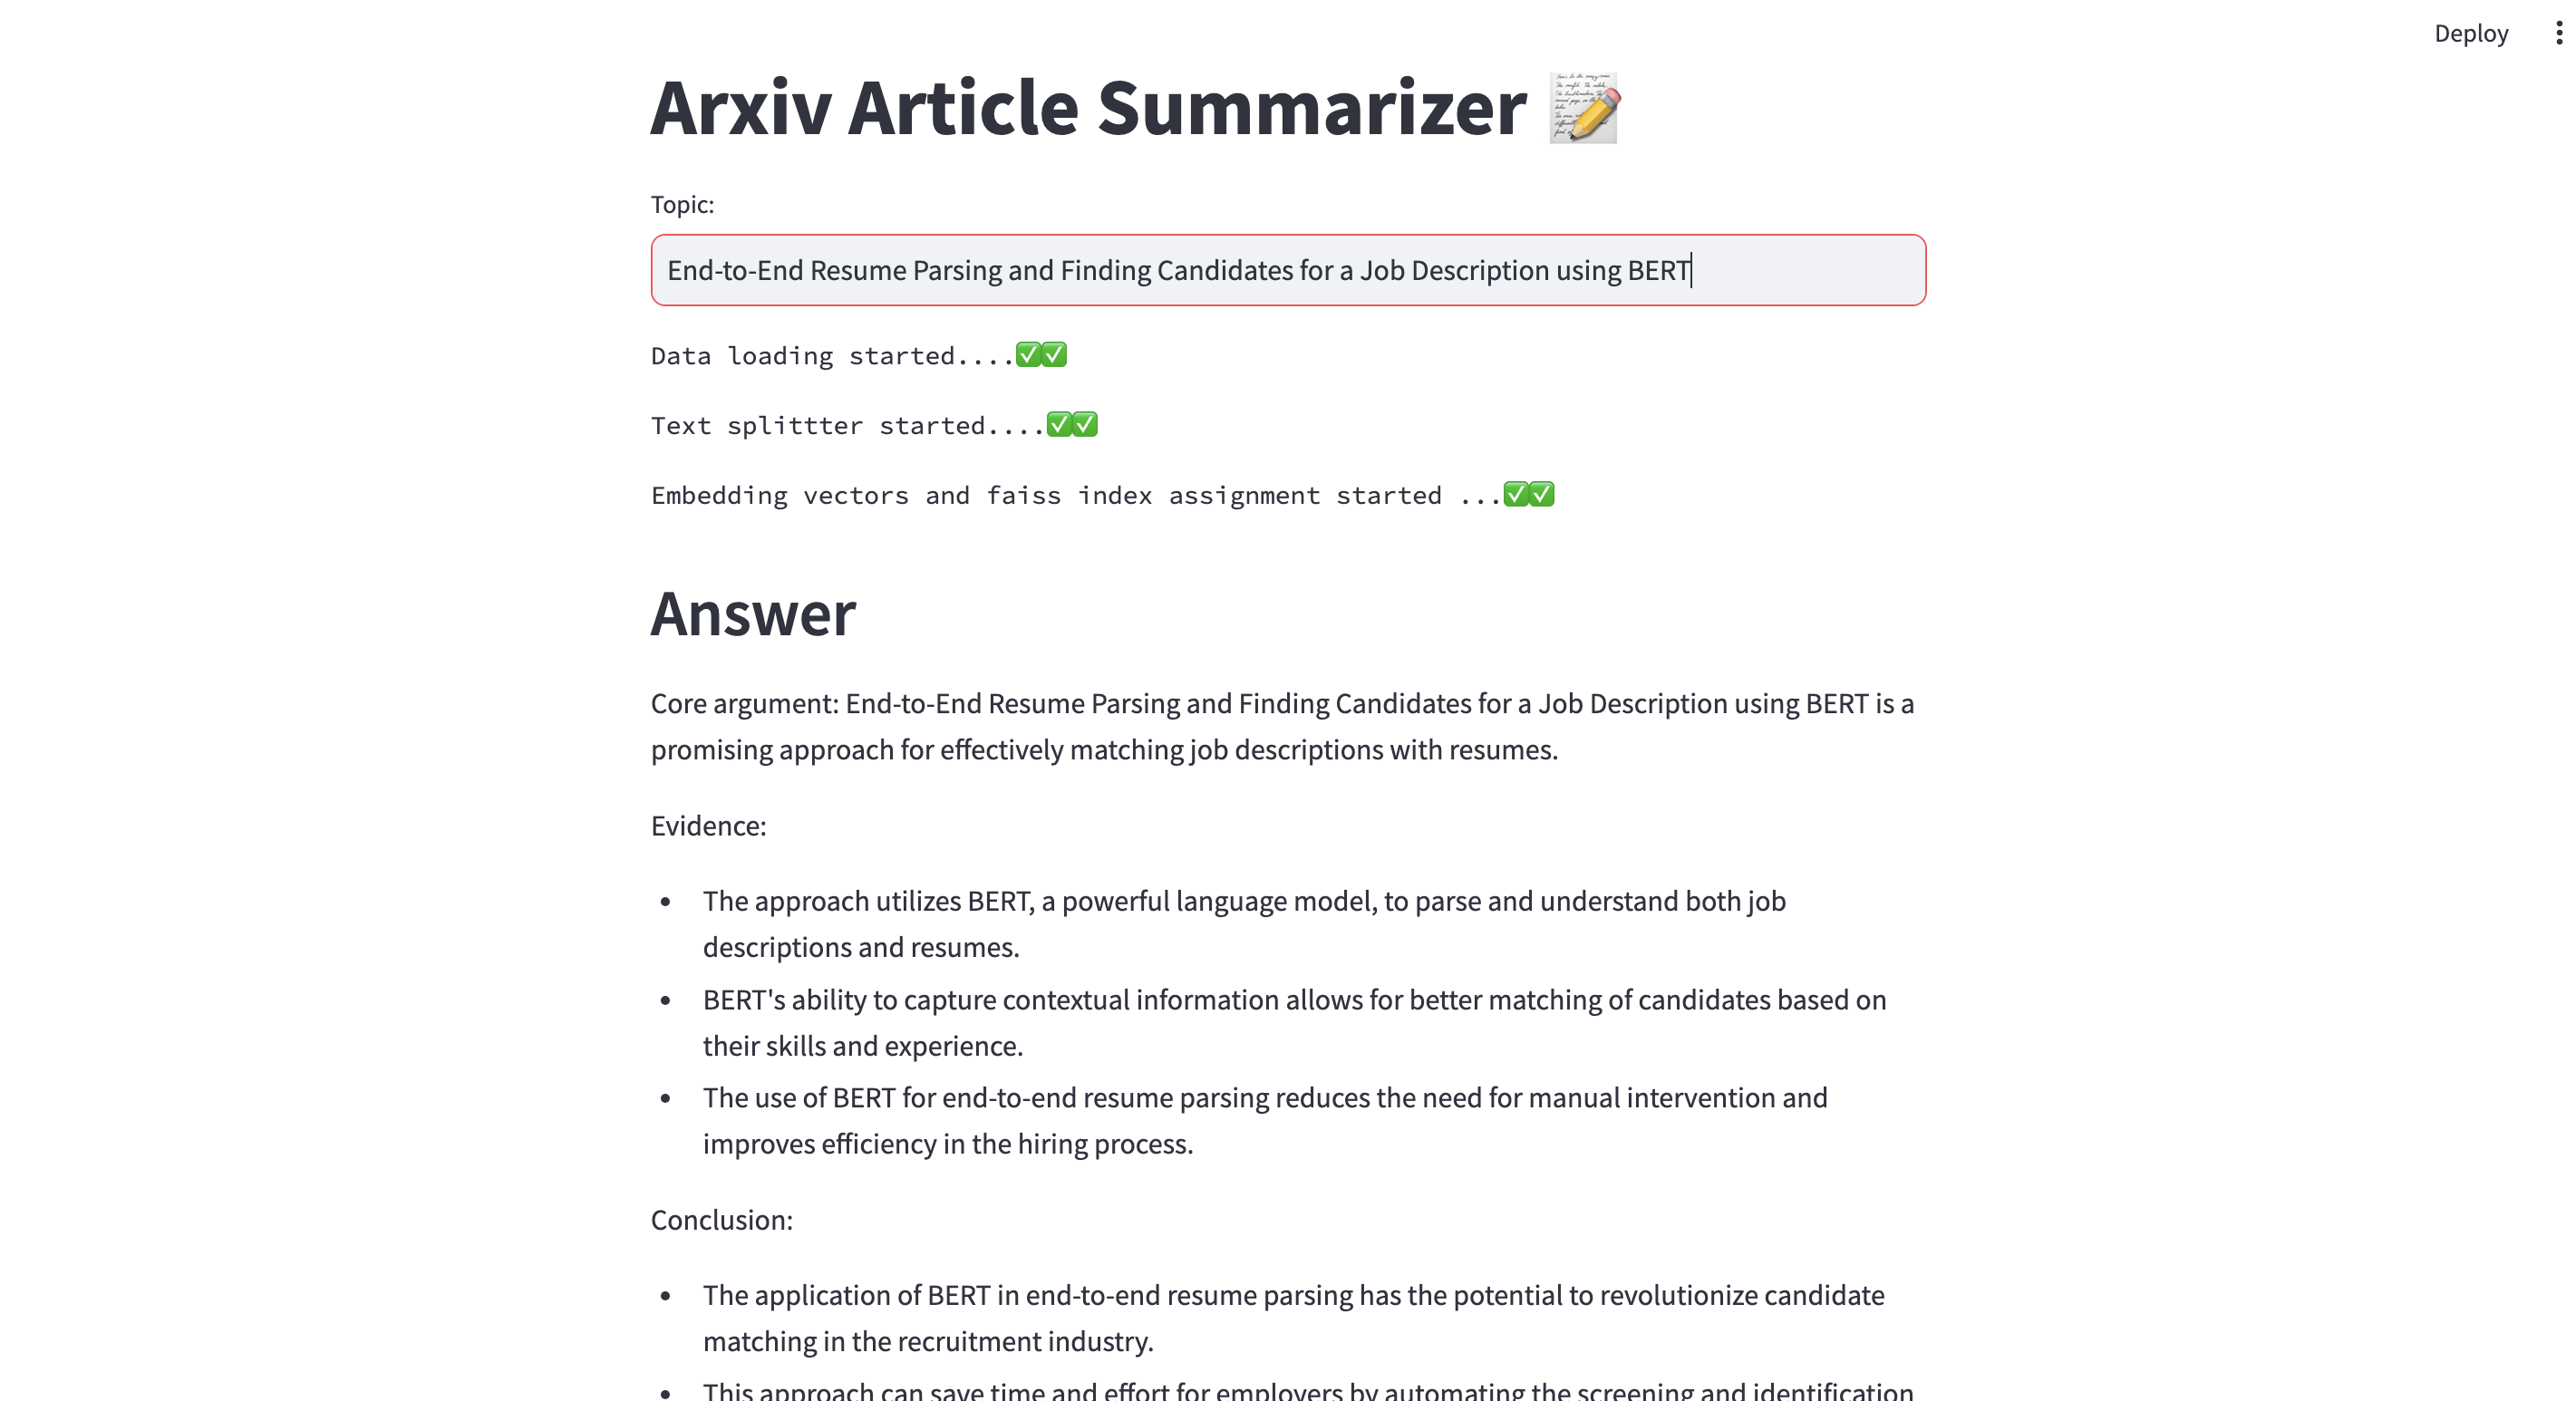 Deploy
Arxiv Article Summarizer
Topic:
End-to-End Resume Parsing and Finding Candidates for a Job Description using BERT
Data loading started....✅✅
Text splittter started....✅✅
Embedding vectors and faiss index assignment started ...✅✅
Answer
Core argument: End-to-End Resume Parsing and Finding Candidates for a Job Description using BERT is a
promising approach for effectively matching job descriptions with resumes.
Evidence:
• The approach utilizes BERT, a powerful language model, to parse and understand both job
descriptions and resumes.
• BERT's ability to capture contextual information allows for better matching of candidates based on
their skills and experience.
• The use of BERT for end-to-end resume parsing reduces the need for manual intervention and
improves efficiency in the hiring process.
Conclusion:
• The application of BERT in end-to-end resume parsing has the potential to revolutionize candidate
matching in the recruitment industry.
• This approach can save time and effort for employers by automating the screening and identification